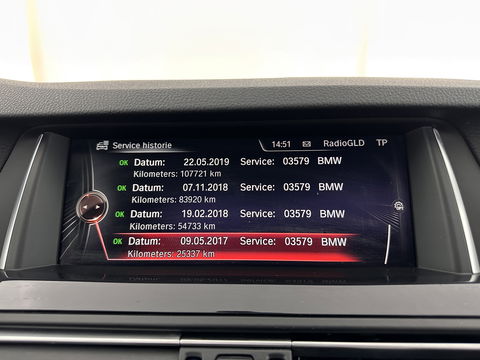 Service historie 14:51 RadioGLD TP
OK Datum: 22.05.2019 Service: 03579 BMW
Kilometers: 107721 km
OK Datum: 07.11.2018 Service: 03579 BMW
Kilometers: 83920 km
OK Datum: 19.02.2018 Service: 03579 BMW
Kilometers: 54733 km
OK Datum: 09.05.2017 Service: 03579 BMW
Kilometers: 25337 km